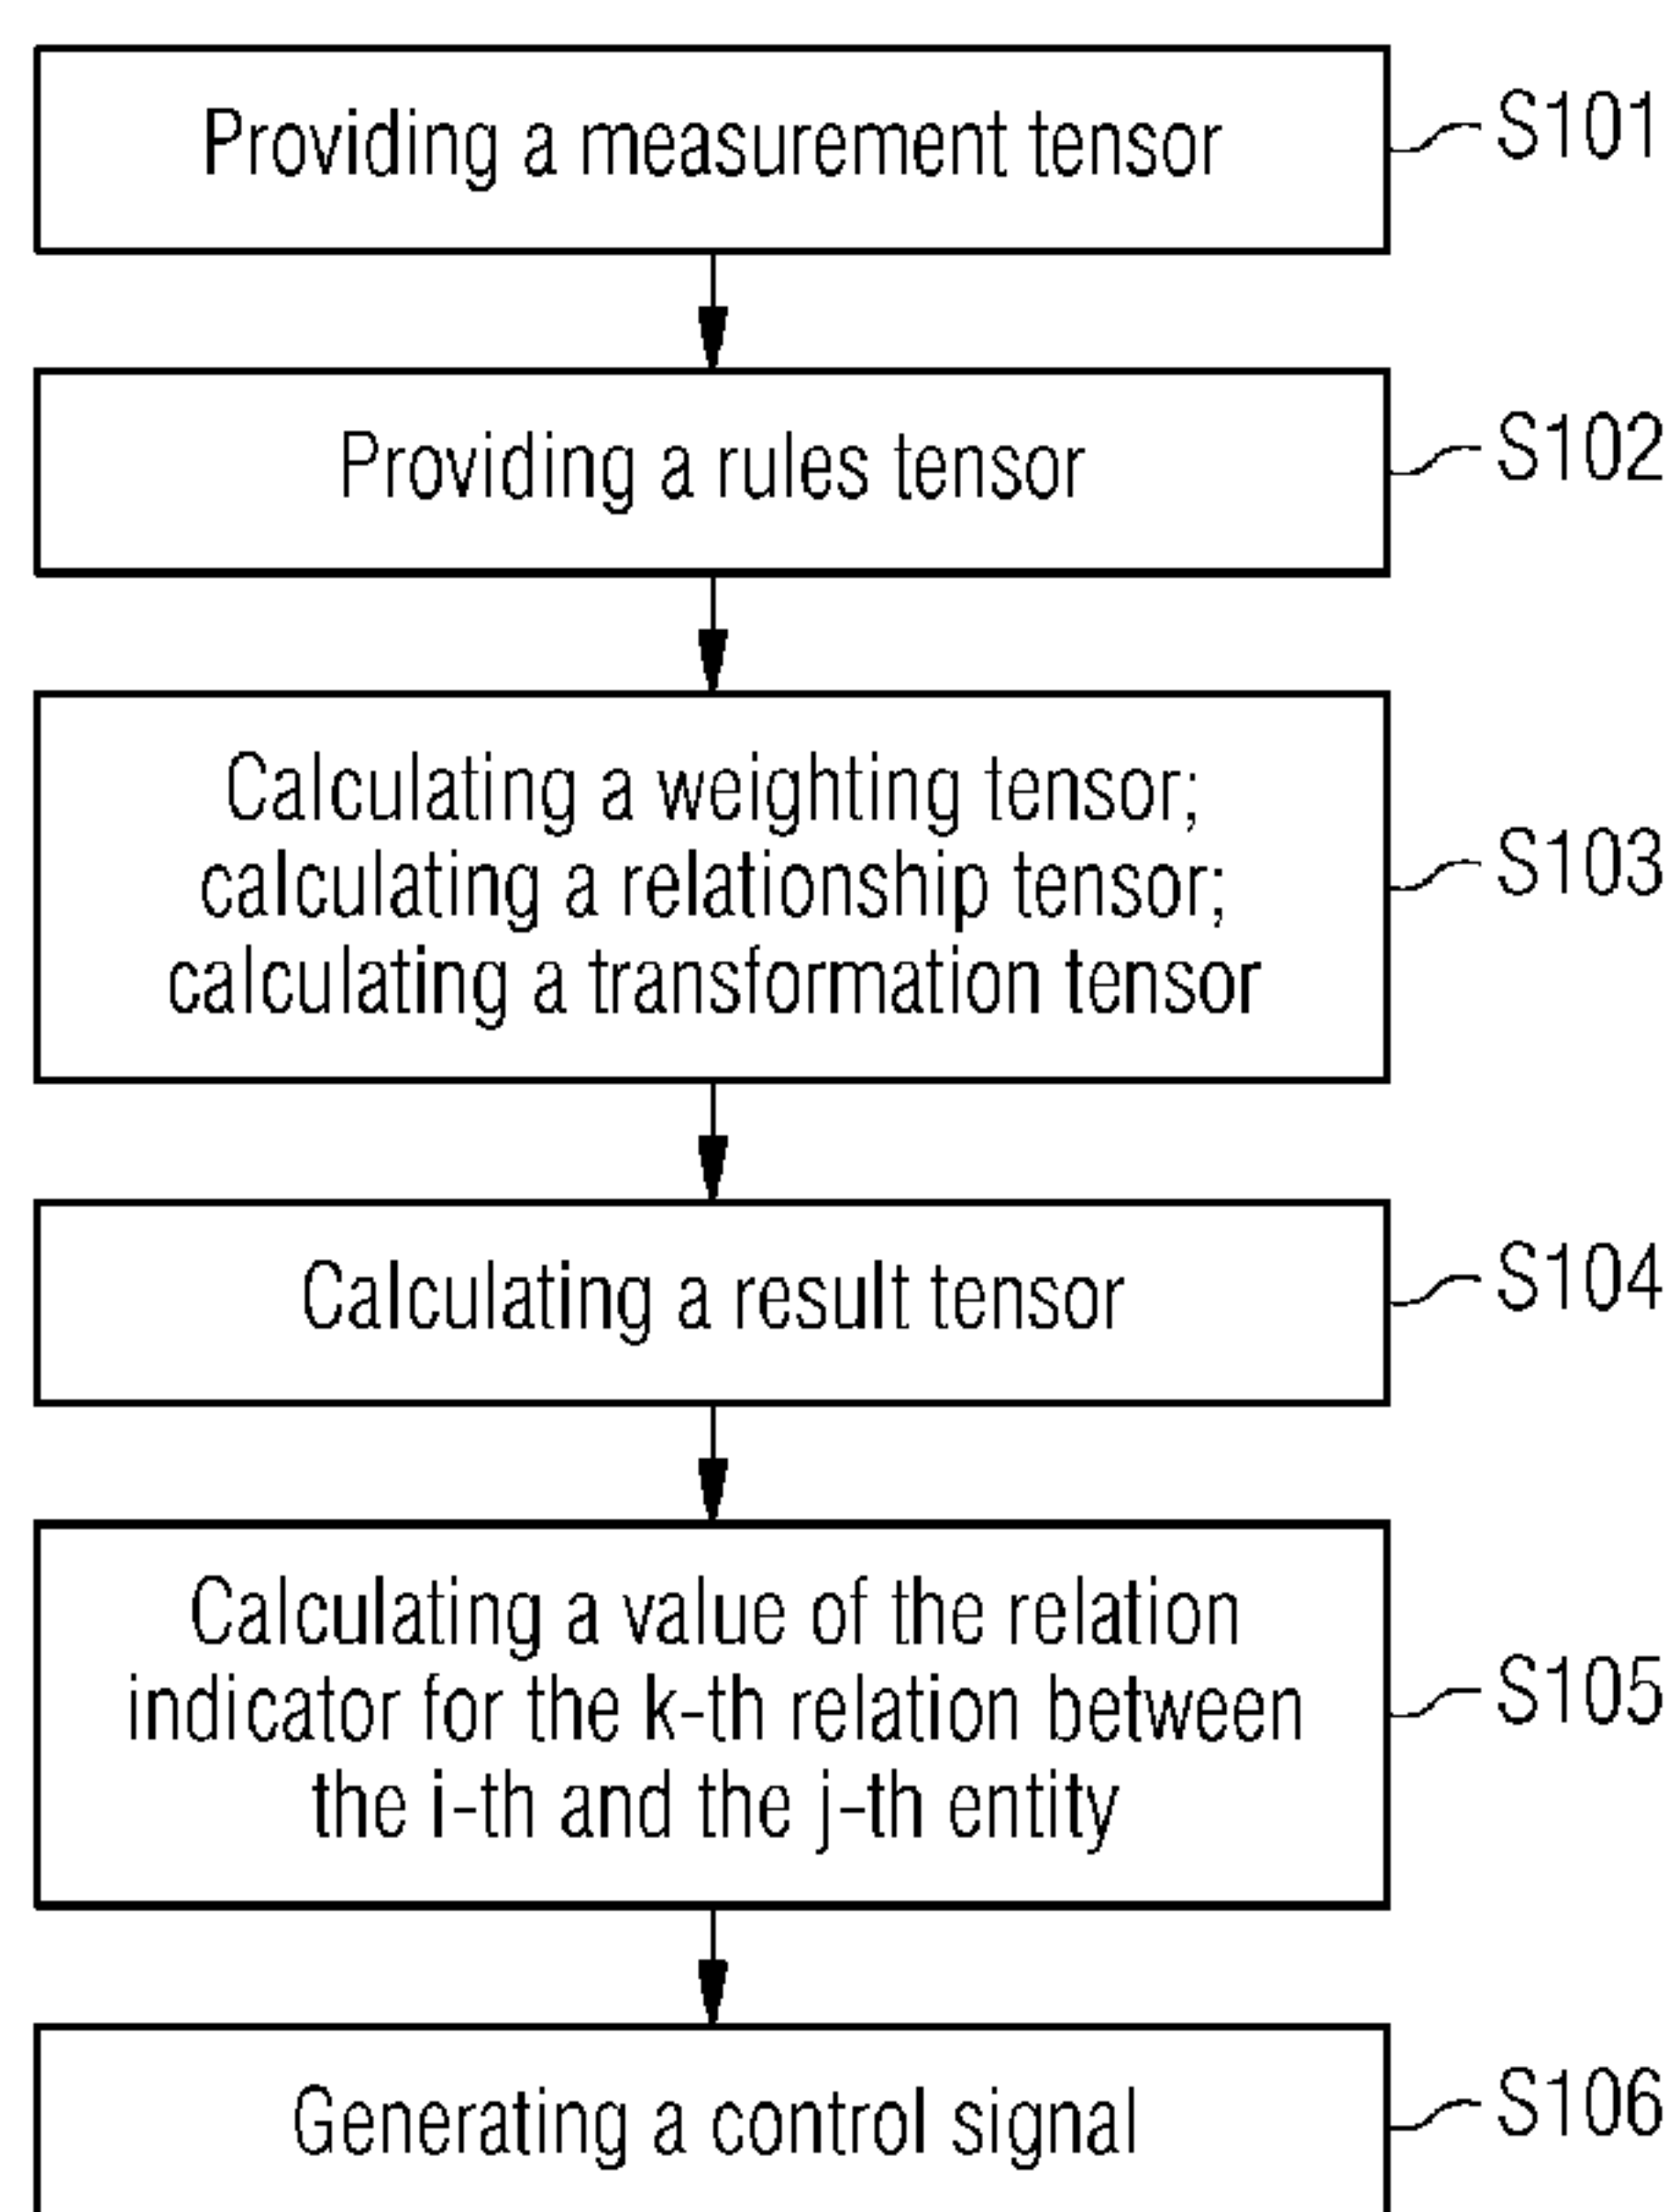 Providing a measurement tensor
S101
Providing a rules tensor
S102
Calculating a weighting tensor;
calculating a relationship tensor;
calculating a transformation tensor
S103
Calculating a result tensor
S104
Calculating a value of the relation
indicator for the k-th relation between
the i-th and the j-th entity
S105
Generating a control signal
S106